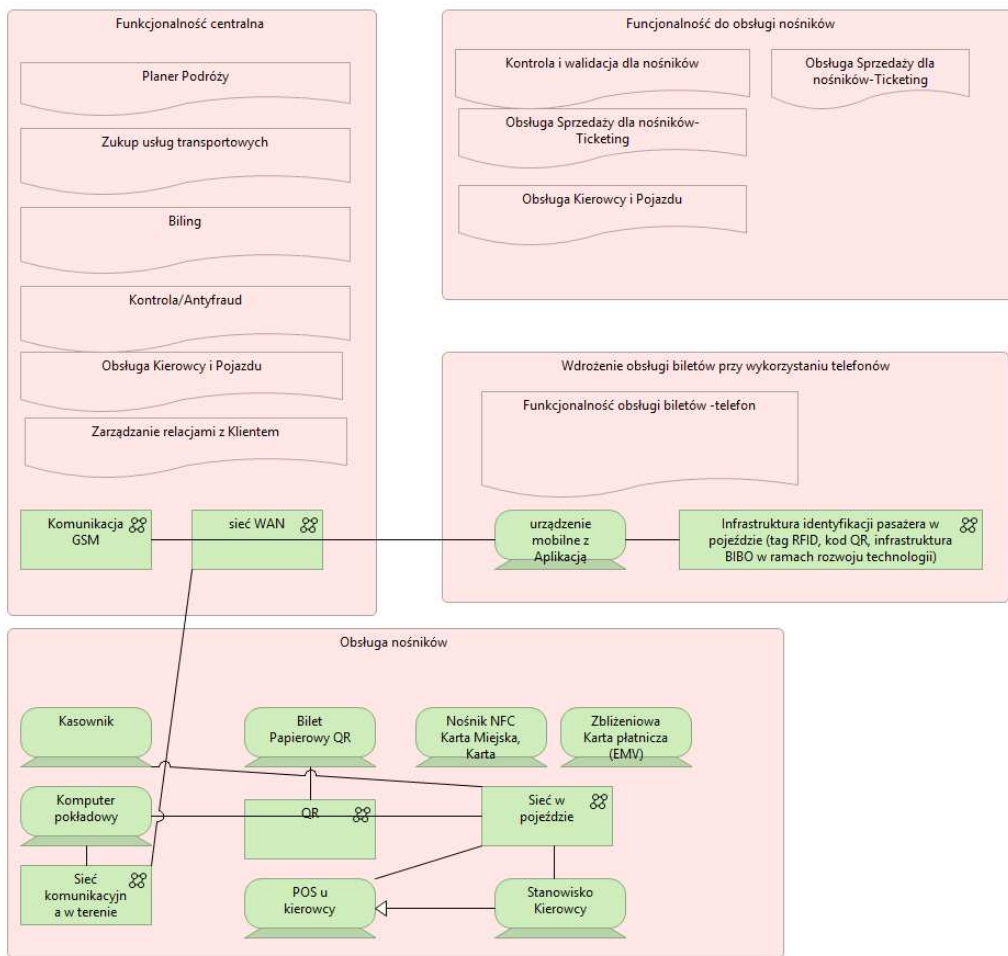 Funkcjonalność centralna
Planer Podróży
Zukup usług transportowych
Biling
Kontrola/Antyfraud
Obsługa Kierowcy i Pojazdu
Zarządzanie relacjami z Klientem
Komunikacja
GSM
sieć WAN
Funcjonalność do obsługi nośników
Kontrola i walidacja dla nośników
Obsługa Sprzedaży dla
nośników-Ticketing
Obsługa Sprzedaży dla nośników-
Ticketing
Obsługa Kierowcy i Pojazdu
Wdrożenie obsługi biletów przy wykorzystaniu telefonów
Funkcjonalność obsługi biletów -telefon
urządzenie
mobilne z
Aplikacją
Infrastruktura identyfikacji pasażera w
pojeździe (tag RFID, kod QR, infrastruktura
BIBO w ramach rozwoju technologii)
Obsługa nośników
Kasownik
Bilet
Papierowy QR
Nośnik NFC
Karta Miejska,
Karta
Zbliżeniowa
Karta płatnicza
(EMV)
Komputer
pokładowy
QR
Sieć w
pojeździe
Sieć
komunikacyjn
a w terenie
POS u
kierowcy
Stanowisko
Kierowcy